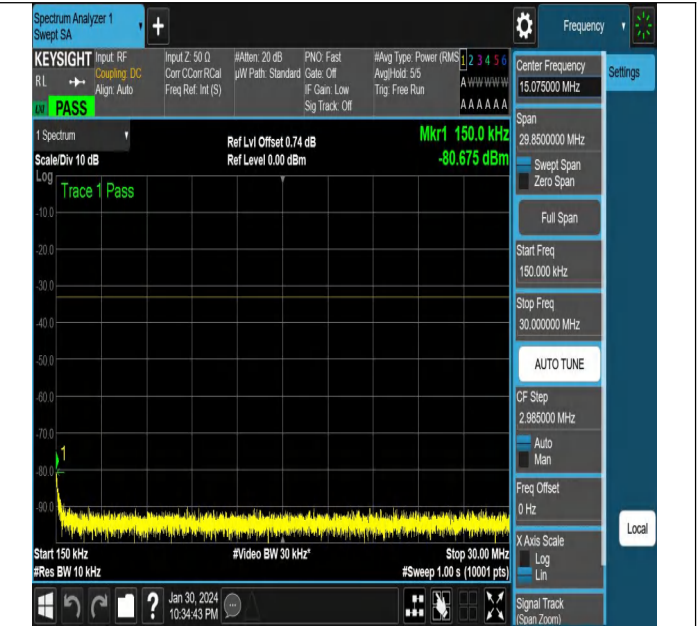 Spectrum Analyzer 1
Swept SA
+
Frequency
KEYSIGHT
RL
PASS
Input: RF
Coupling: DC
Align: Auto
Input Z: 50 Ω
Corr CCorr RCal
Freq Ref: Int (S)
#Atten: 20 dB
µW Path: Standard
PNO: Fast
Gate: Off
IF Gain: Low
Sig Track: Off
#Avg Type: Power (RMS
Avg|Hold: 5/5
Trig: Free Run
1 2 3 4 5 6
A W W W W W
A A A A A A
1 Spectrum
Scale/Div 10 dB
Ref Lvl Offset 0.74 dB
Ref Level 0.00 dBm
Mkr1 150.0 kHz
-80.675 dBm
Log
Trace 1 Pass
-10.0
-20.0
-30.0
-40.0
-50.0
-60.0
-70.0
1
-80.0
-90.0
Start 150 kHz
#Res BW 10 kHz
#Video BW 30 kHz*
Stop 30.00 MHz
#Sweep 1.00 s (10001 pts)
Jan 30, 2024
10:34:43 PM
Center Frequency
15.075000 MHz
Settings
Span
29.8500000 MHz
Swept Span
Zero Span
Full Span
Start Freq
150.000 kHz
Stop Freq
30.000000 MHz
AUTO TUNE
CF Step
2.985000 MHz
Auto
Man
Freq Offset
0 Hz
X Axis Scale
Log
Lin
Local
Signal Track
(Span Zoom)